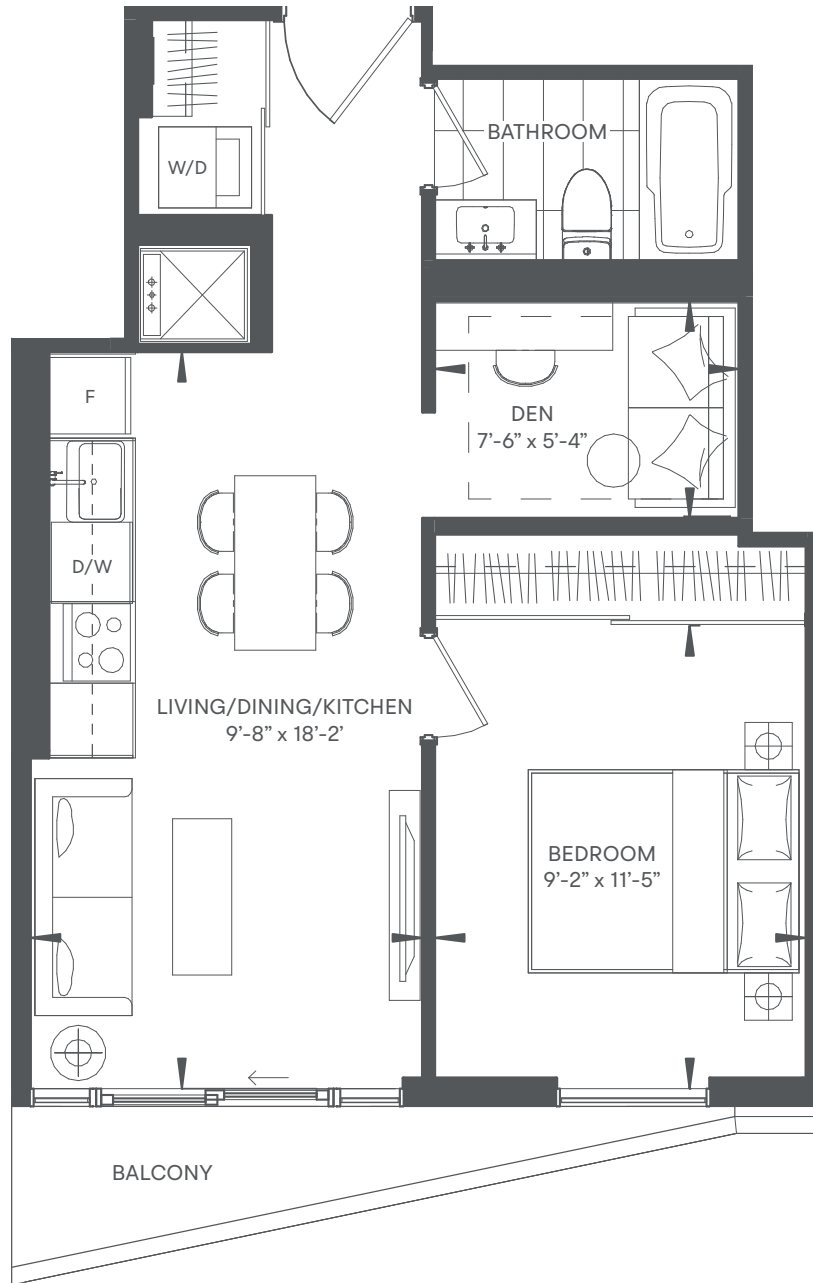 BATHROOM
W/D
F
DEN
7’-6” x 5’-4”
D/W
LIVING/DINING/KITCHEN
9’-8” x 18’-2’
BEDROOM
9’-2” x 11’-5”
BALCONY